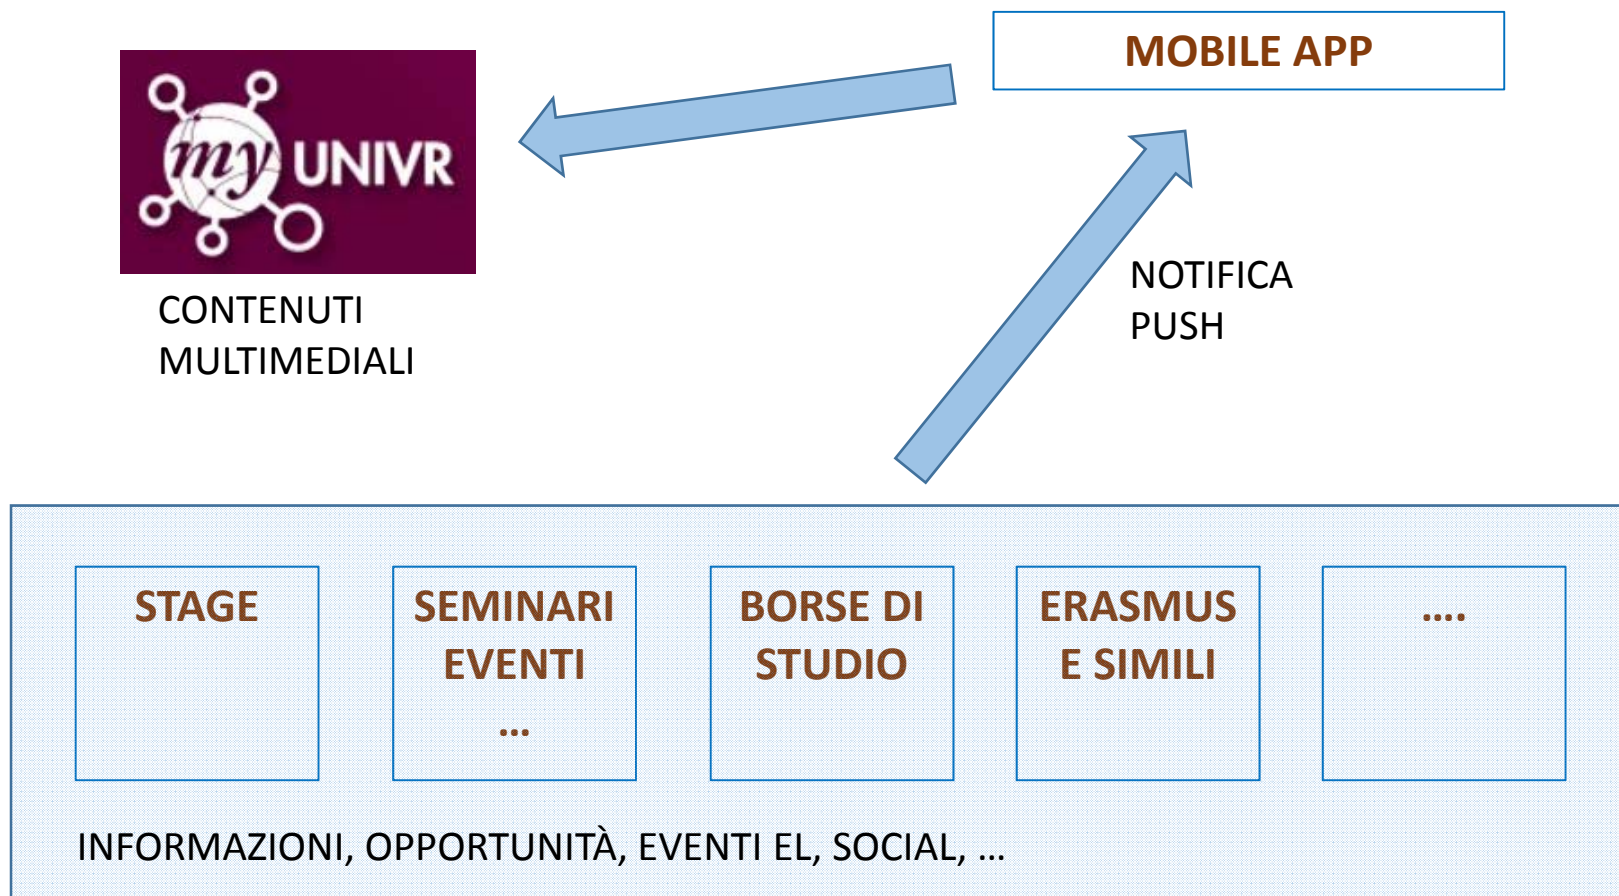 MOBILE APP
my UNIVR
CONTENUTI
MULTIMEDIALI
NOTIFICA
PUSH
STAGE
SEMINARI
EVENTI
...
BORSE DI
STUDIO
ERASMUS
E SIMILI
....
INFORMAZIONI, OPPORTUNITÀ, EVENTI EL, SOCIAL, ...